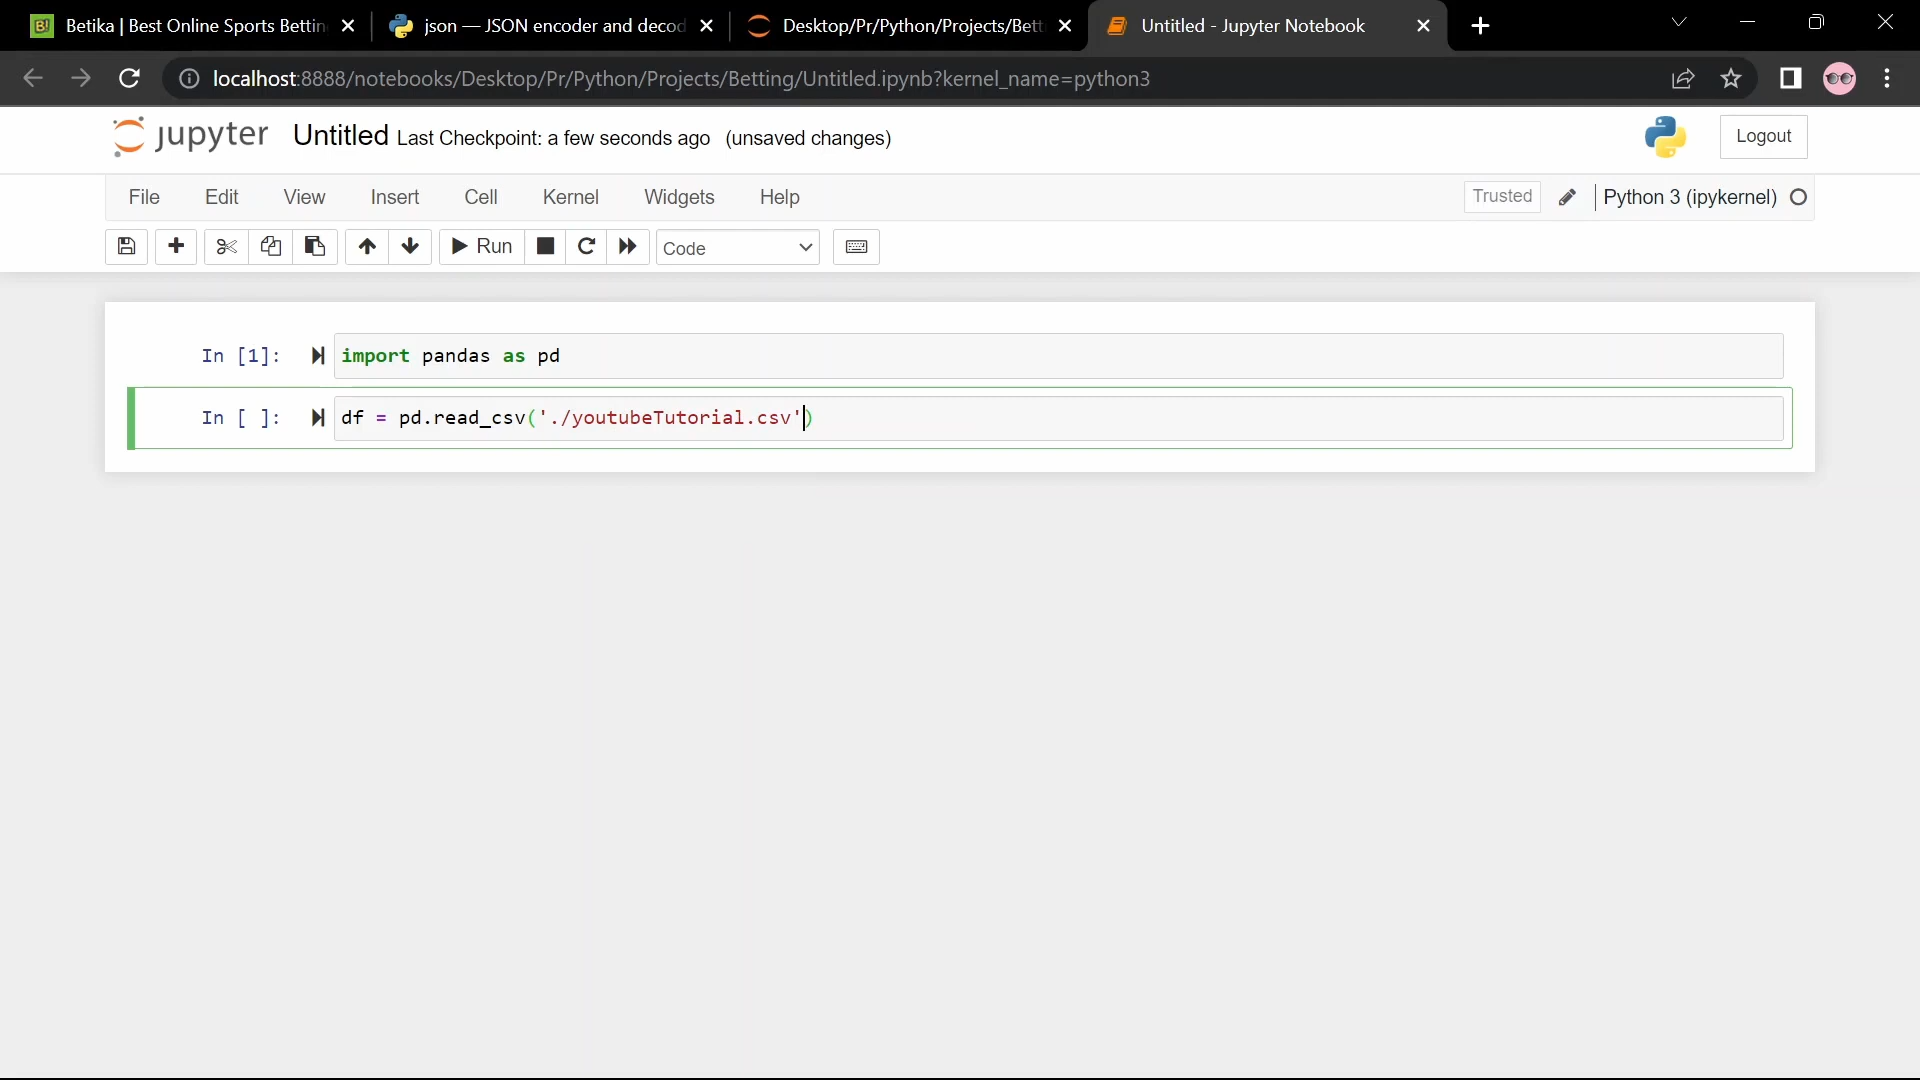 Betika | Best Online Sports Bettin
json — JSON encoder and decod
Desktop/Pr/Python/Projects/Bett
Untitled - Jupyter Notebook
localhost:8888/notebooks/Desktop/Pr/Python/Projects/Betting/Untitled.ipynb?kernel_name=python3
jupyter Untitled Last Checkpoint: a few seconds ago (unsaved changes)
Logout
File Edit View Insert Cell Kernel Widgets Help
Trusted Python 3 (ipykernel)
Run Code
In [1]: import pandas as pd
In [ ]: df = pd.read_csv('./youtubeTutorial.csv')